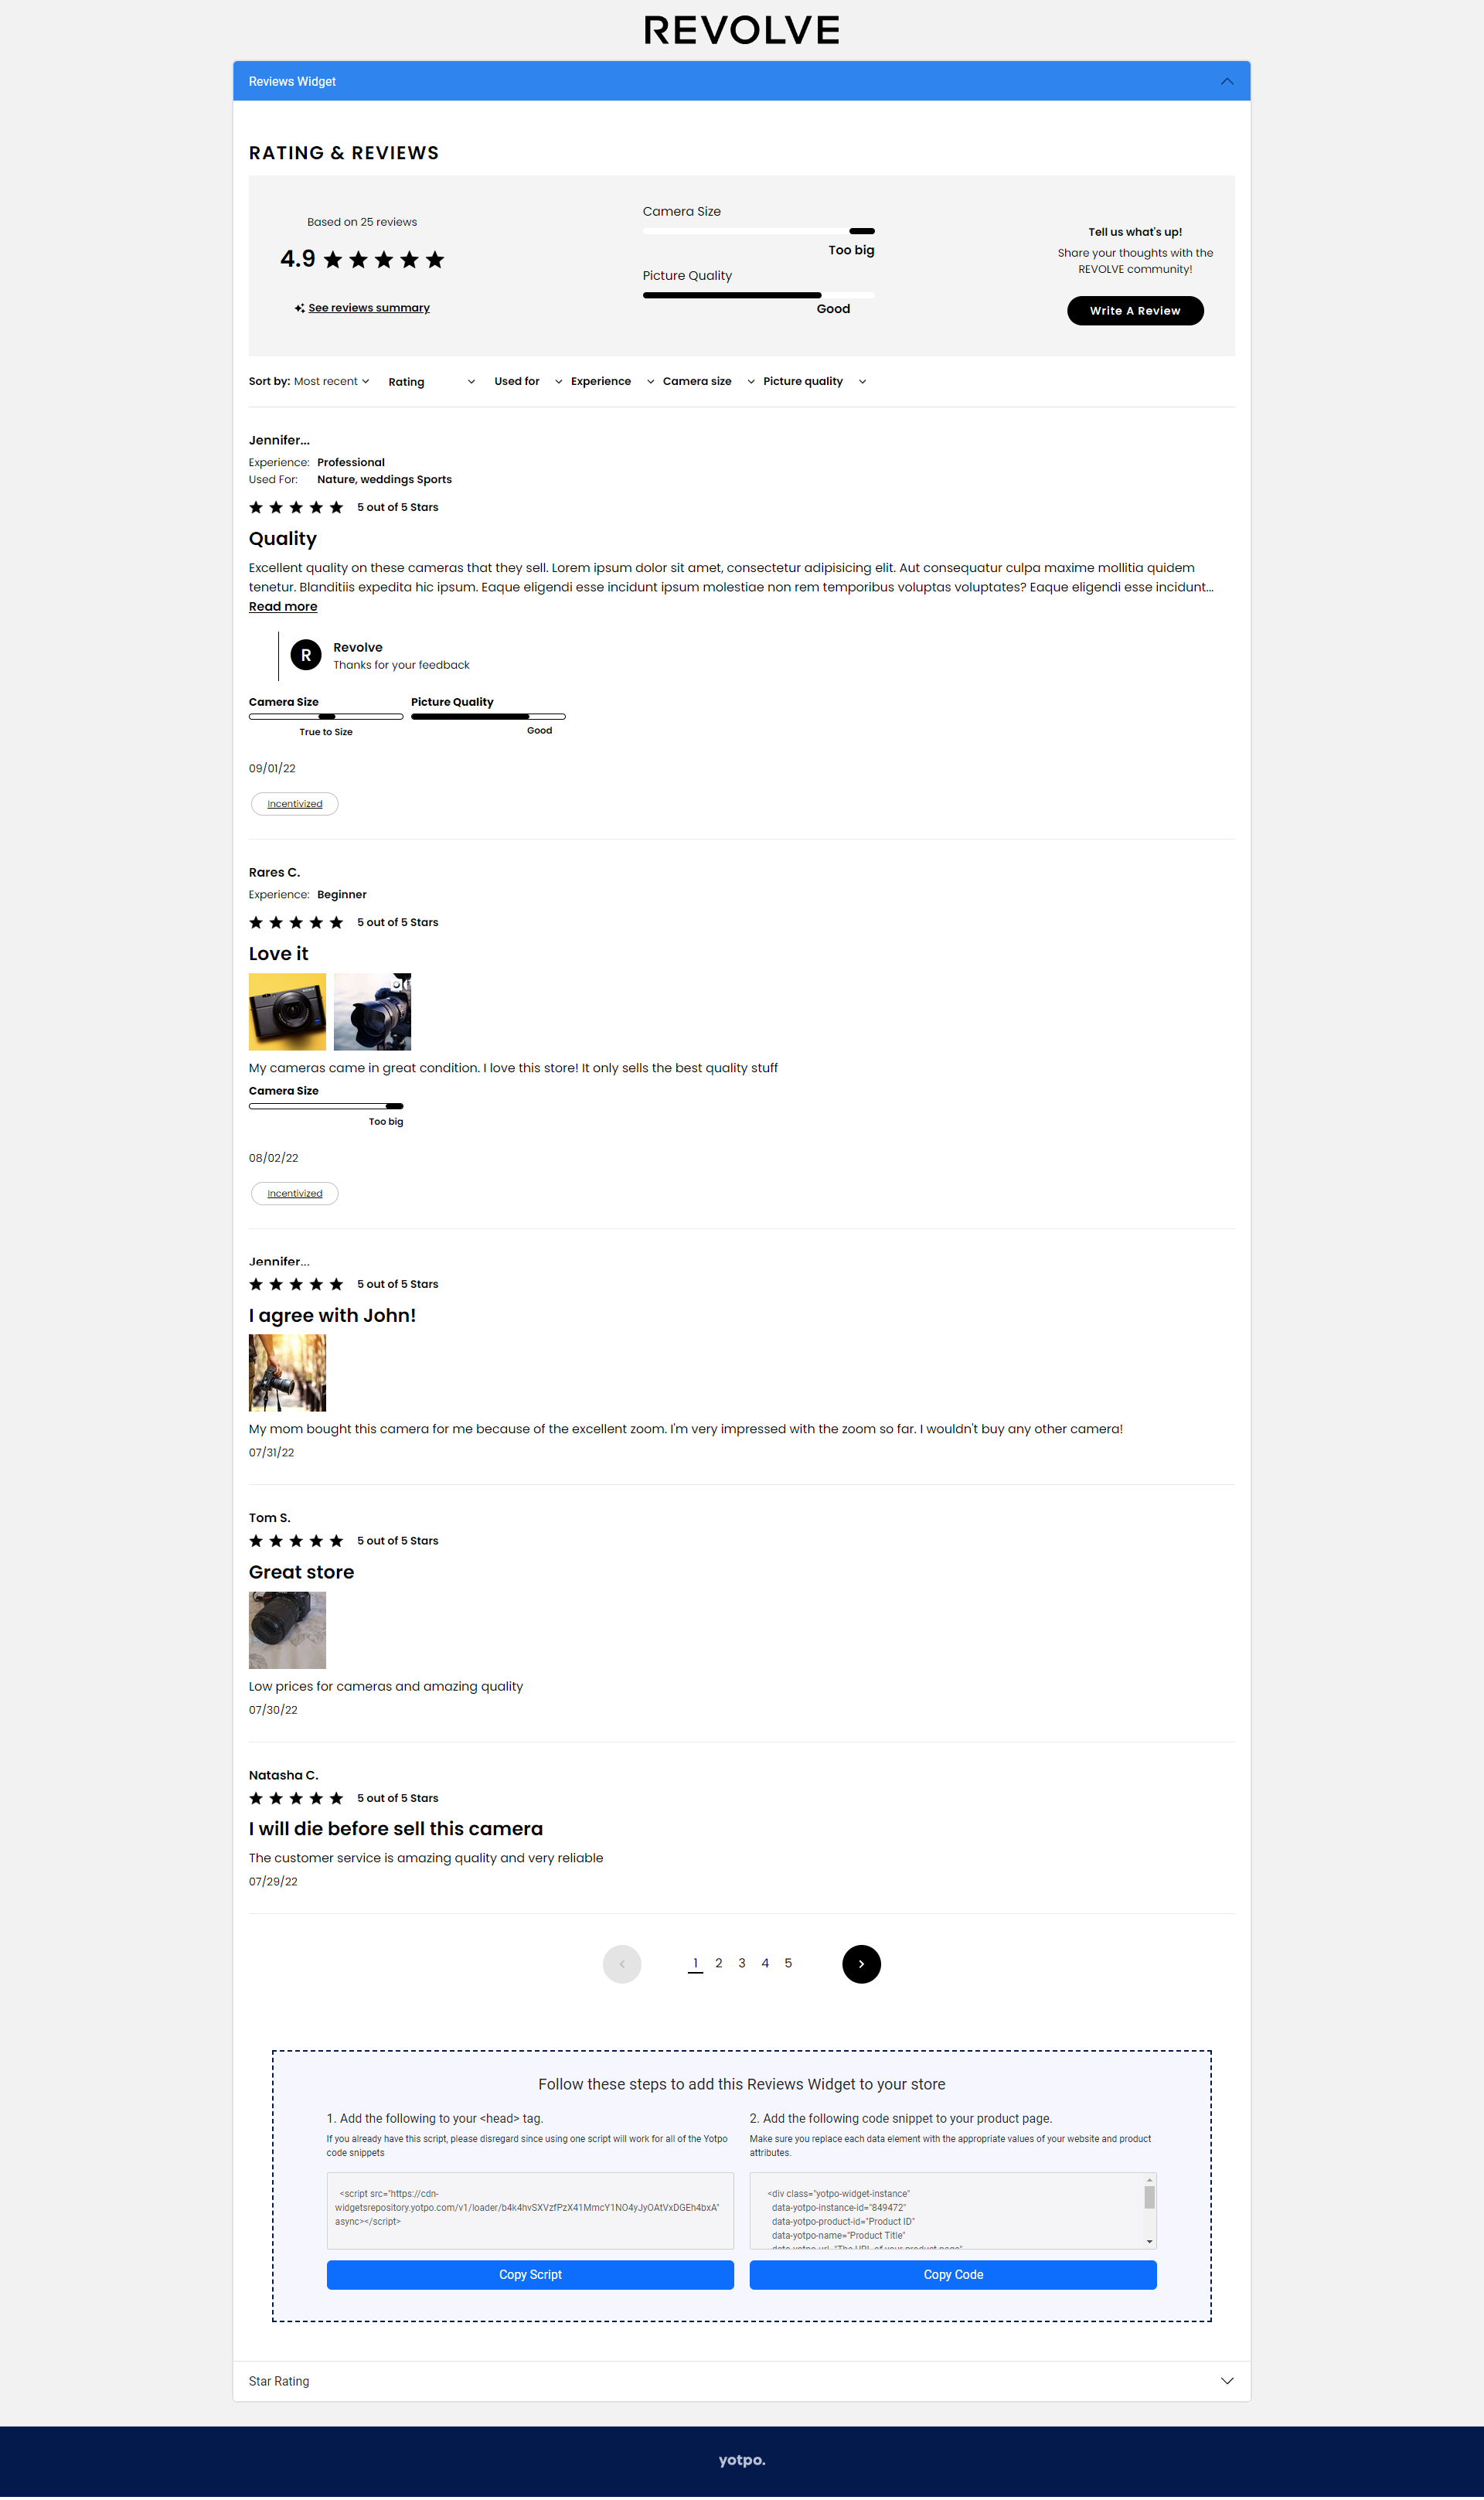 REVOLVE
Reviews Widget
RATING & REVIEWS
Based on 25 reviews
4.9
See reviews summary
Camera Size
Too big
Picture Quality
Good
Tell us what's up!
Share your thoughts with the
REVOLVE community!
Write A Review
Sort by: Most recent Rating Used for Experience Camera size Picture quality
Jennifer...
Experience: Professional
Used For: Nature, weddings Sports
5 out of 5 Stars
Quality
Excellent quality on these cameras that they sell. Lorem ipsum dolor sit amet, consectetur adipisicing elit. Aut consequatur culpa maxime mollitia quidem
tenetur. Blanditiis expedita hic ipsum. Eaque eligendi esse incidunt ipsum molestiae non rem temporibus voluptas voluptates? Eaque eligendi esse incidunt...
Read more
R
Revolve
Thanks for your feedback
Camera Size Picture Quality
True to Size Good
09/01/22
Incentivized
Rares C.
Experience: Beginner
5 out of 5 Stars
Love it
My cameras came in great condition. I love this store! It only sells the best quality stuff
Camera Size
Too big
08/02/22
Incentivized
Jennifer...
5 out of 5 Stars
I agree with John!
My mom bought this camera for me because of the excellent zoom. I'm very impressed with the zoom so far. I wouldn't buy any other camera!
07/31/22
Tom S.
5 out of 5 Stars
Great store
Low prices for cameras and amazing quality
07/30/22
Natasha C.
5 out of 5 Stars
I will die before sell this camera
The customer service is amazing quality and very reliable
07/29/22
1 2 3 4 5
Follow these steps to add this Reviews Widget to your store
1. Add the following to your <head> tag.
If you already have this script, please disregard since using one script will work for all of the Yotpo
code snippets
<script src="https://cdn-
widgetsrepository.yotpo.com/v1/loader/b4k4hvSXVzfPzX41MmcY1NO4yJyOAtVxDGEh4bxA"
async></script>
Copy Script
2. Add the following code snippet to your product page.
Make sure you replace each data element with the appropriate values of your website and product
attributes.
<div class="yotpo-widget-instance"
data-yotpo-instance-id="849472"
data-yotpo-product-id="Product ID"
data-yotpo-name="Product Title"
data-yotpo-url="The URL of your product page"
Copy Code
Star Rating
yotpo.